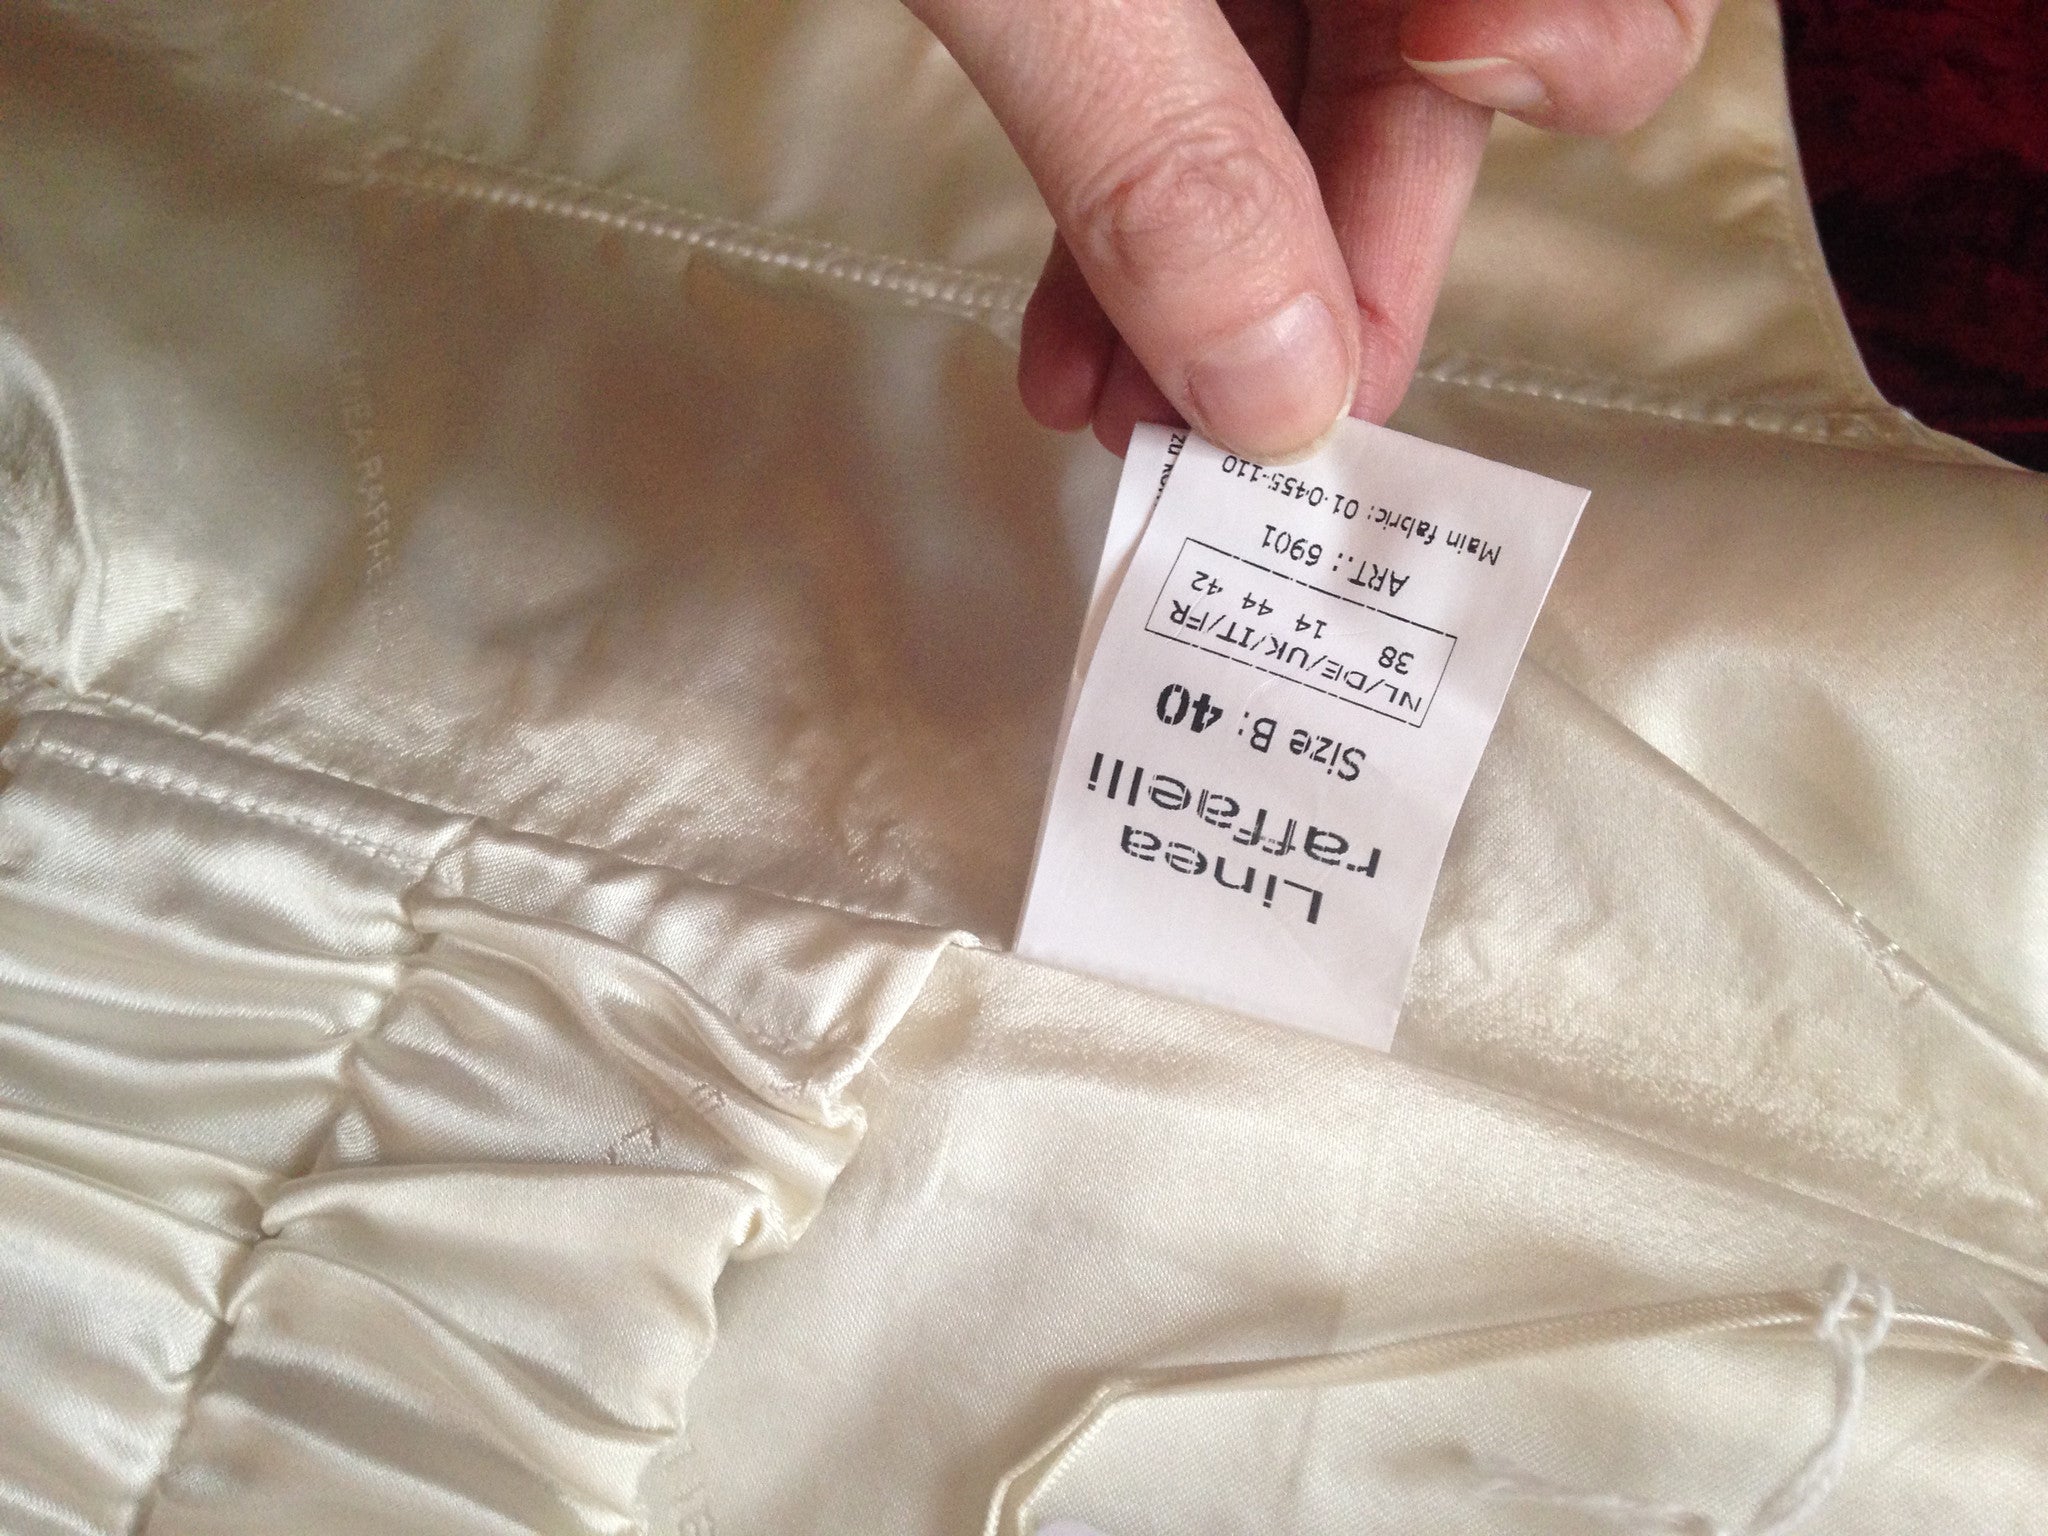 Linea
raffaelli
Size B: 40
NL/DE/UK/IT/FR
38 14 44 42
ART.: 6901
Main fabric: 01-0455-110
zu